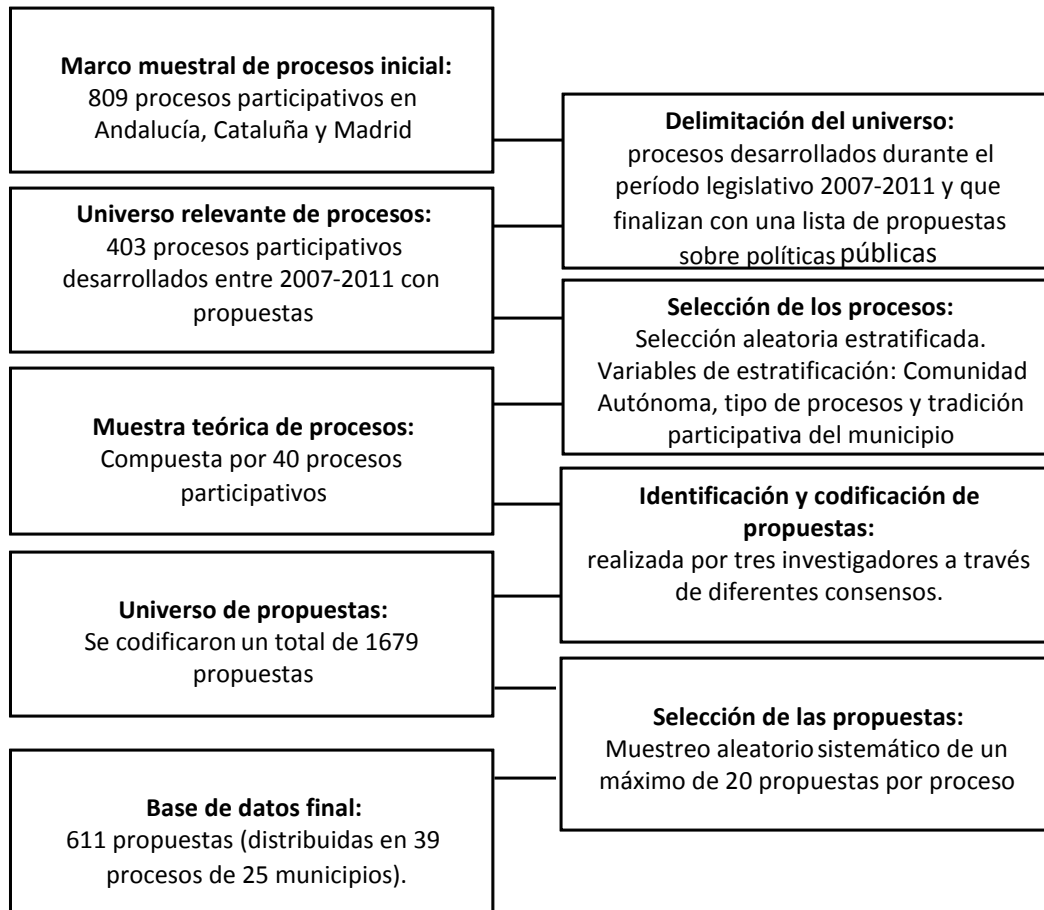 Marco muestral de procesos inicial:
809 procesos participativos en
Andalucía, Cataluña y Madrid
Delimitación del universo:
procesos desarrollados durante el
período legislativo 2007-2011 y que
finalizan con una lista de propuestas
sobre políticas públicas
Universo relevante de procesos:
403 procesos participativos
desarrollados entre 2007-2011 con
propuestas
Selección de los procesos:
Selección aleatoria estratificada.
Variables de estratificación: Comunidad
Autónoma, tipo de procesos y tradición
participativa del municipio
Muestra teórica de procesos:
Compuesta por 40 procesos
participativos
Identificación y codificación de
propuestas:
realizada por tres investigadores a través
de diferentes consensos.
Universo de propuestas:
Se codificaron un total de 1679
propuestas
Selección de las propuestas:
Muestreo aleatorio sistemático de un
máximo de 20 propuestas por proceso
Base de datos final:
611 propuestas (distribuidas en 39
procesos de 25 municipios).